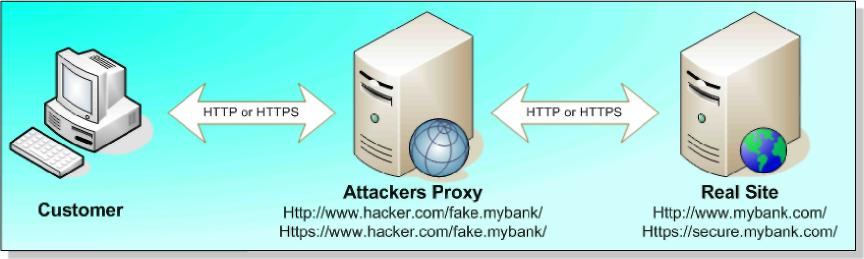 HTTP or HTTPS
HTTP or HTTPS
Customer
Attackers Proxy
Http://www.hacker.com/fake.mybank/
Https://www.hacker.com/fake.mybank/
Real Site
Http://www.mybank.com/
Https://secure.mybank.com/